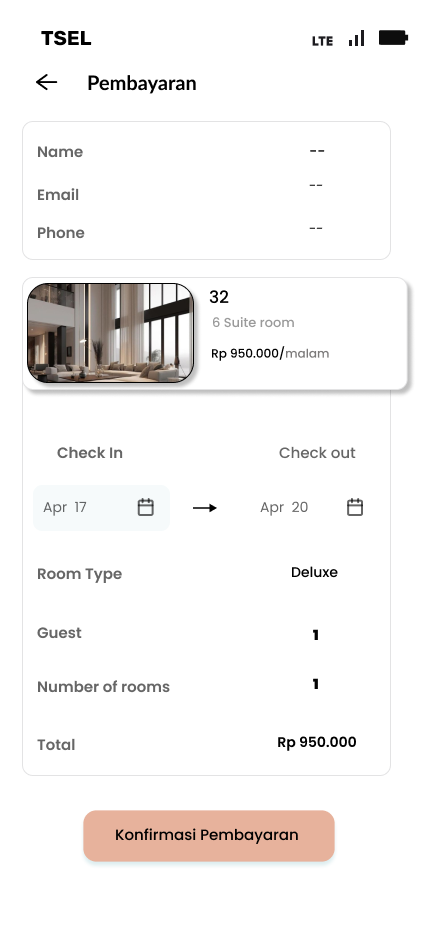 TSEL LTE
Pembayaran
Name --
Email --
Phone --
32
6 Suite room
Rp 950.000/malam
Check In Check out
Apr 17 Apr 20
Room Type Deluxe
Guest 1
Number of rooms 1
Total Rp 950.000
Konfirmasi Pembayaran